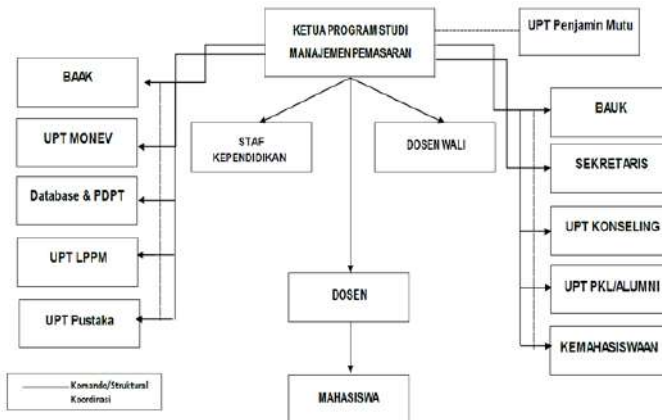 KETUA PROGRAM STUDI
MANAJEMEN PEMASARAN
UPT Penjamin Mutu
BAAK
UPT MONEV
Database & PDPT
UPT LPPM
UPT Pustaka
STAF
KEPENDIDIKAN
DOSEN WALI
DOSEN
MAHASISWA
BAUK
SEKRETARIS
UPT KONSELING
UPT PKL/ALUMNI
KEMAHASISWAAN
Komando/Struktural
Koordinasi